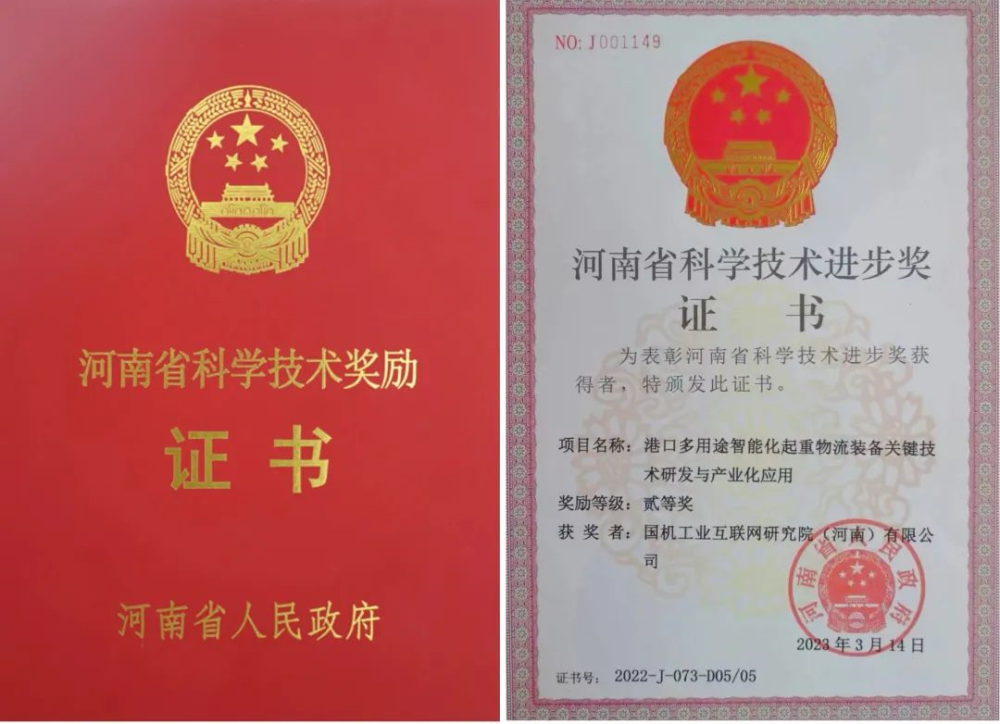 河南省科学技术奖励
证书
河南省人民政府
NO: J001149
河南省科学技术进步奖
证书
为表彰河南省科学技术进步奖获
得者，特颁发此证书。
项目名称：港口多用途智能化起重物流装备关键技
术研发与产业化应用
奖励等级：贰等奖
获奖者：国机工业互联网研究院（河南）有限公
司
河南省人民政府
2023年3月14日
证书号：2022-J-073-D05/05